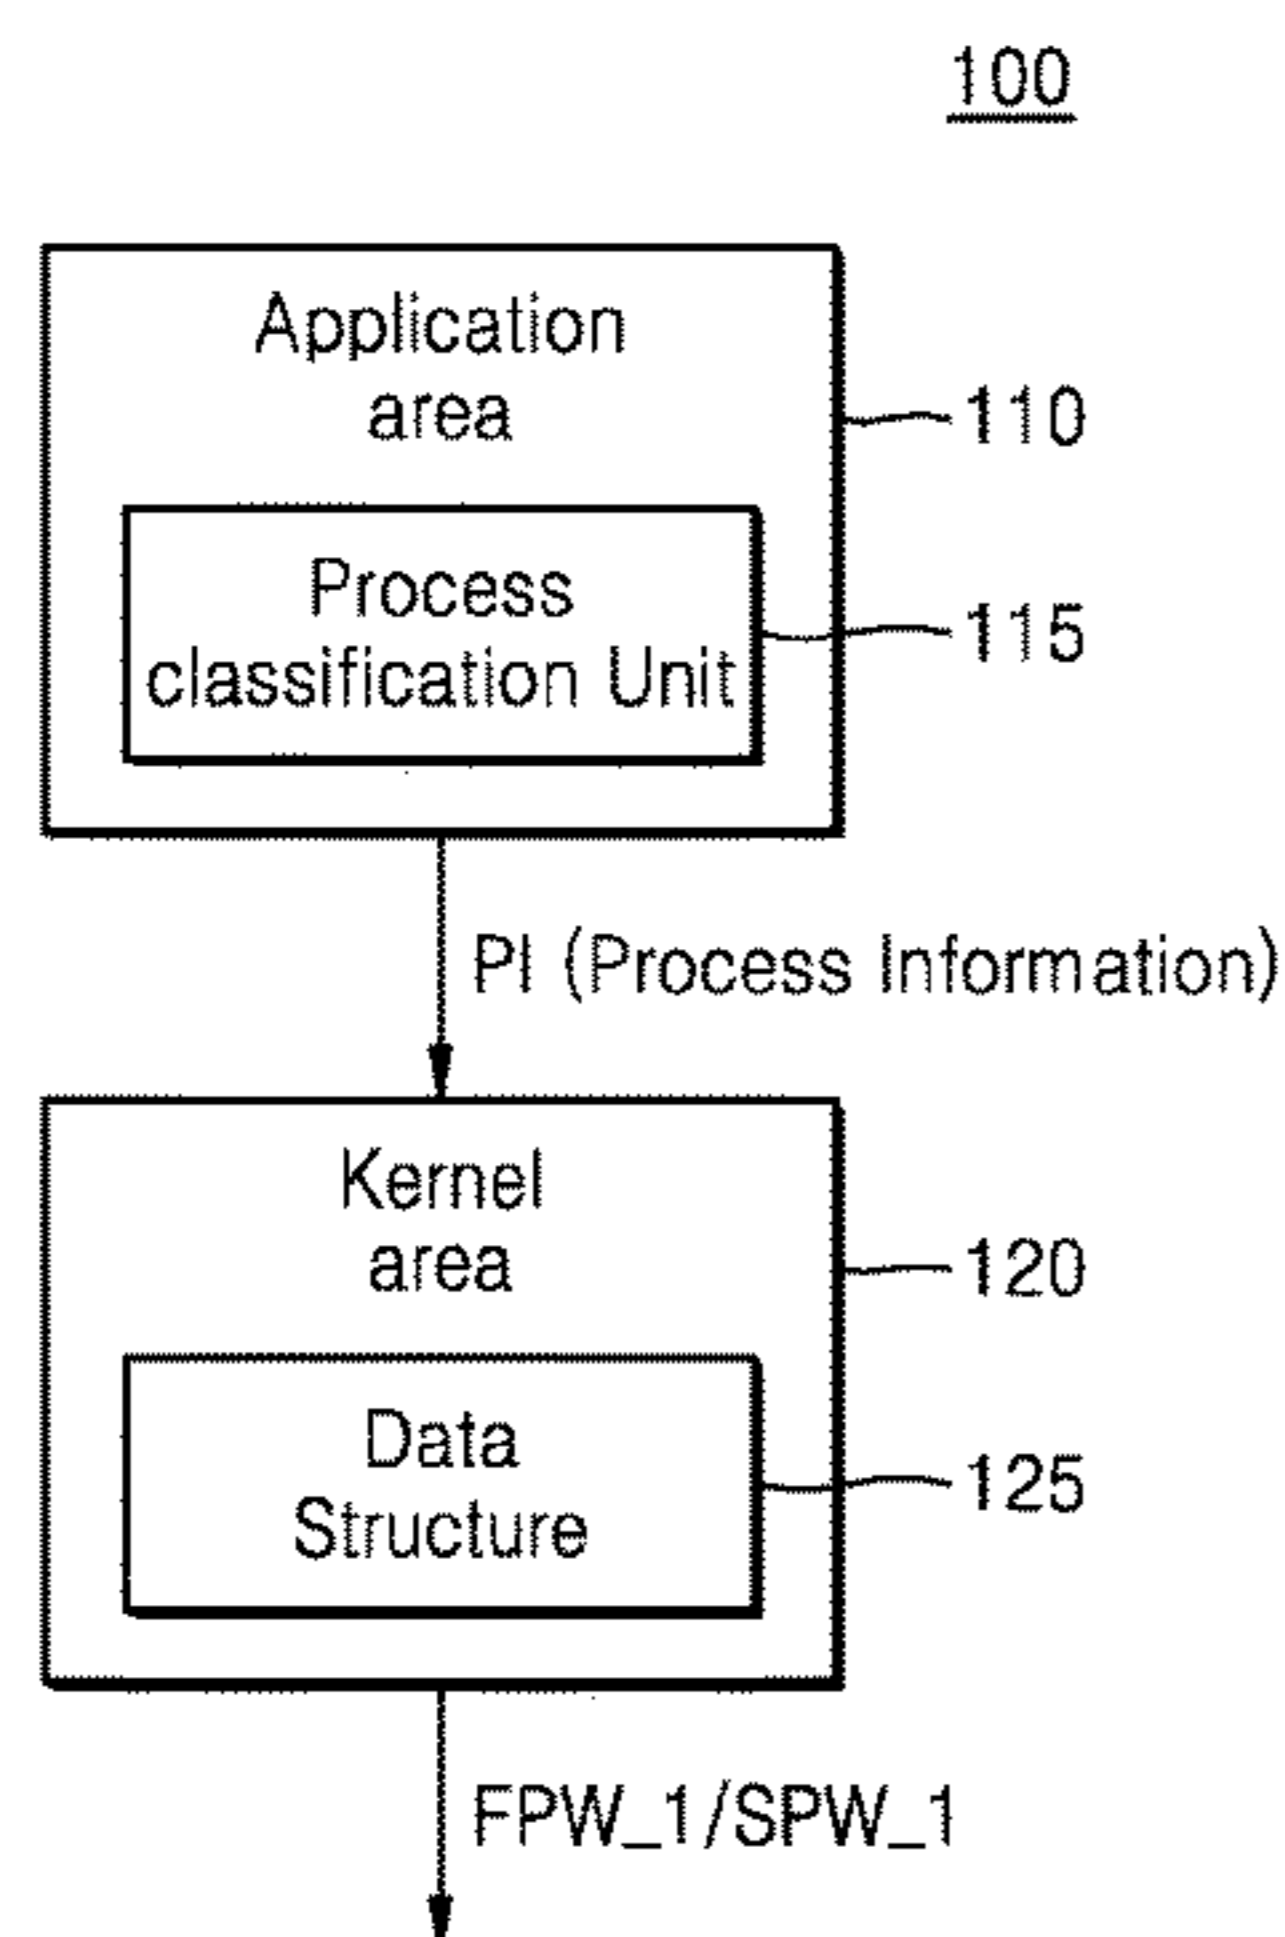 100
Application
area
110
Process
classification Unit
115
PI (Process Information)
Kernel
area
120
Data
Structure
125
FPW_1/SPW_1